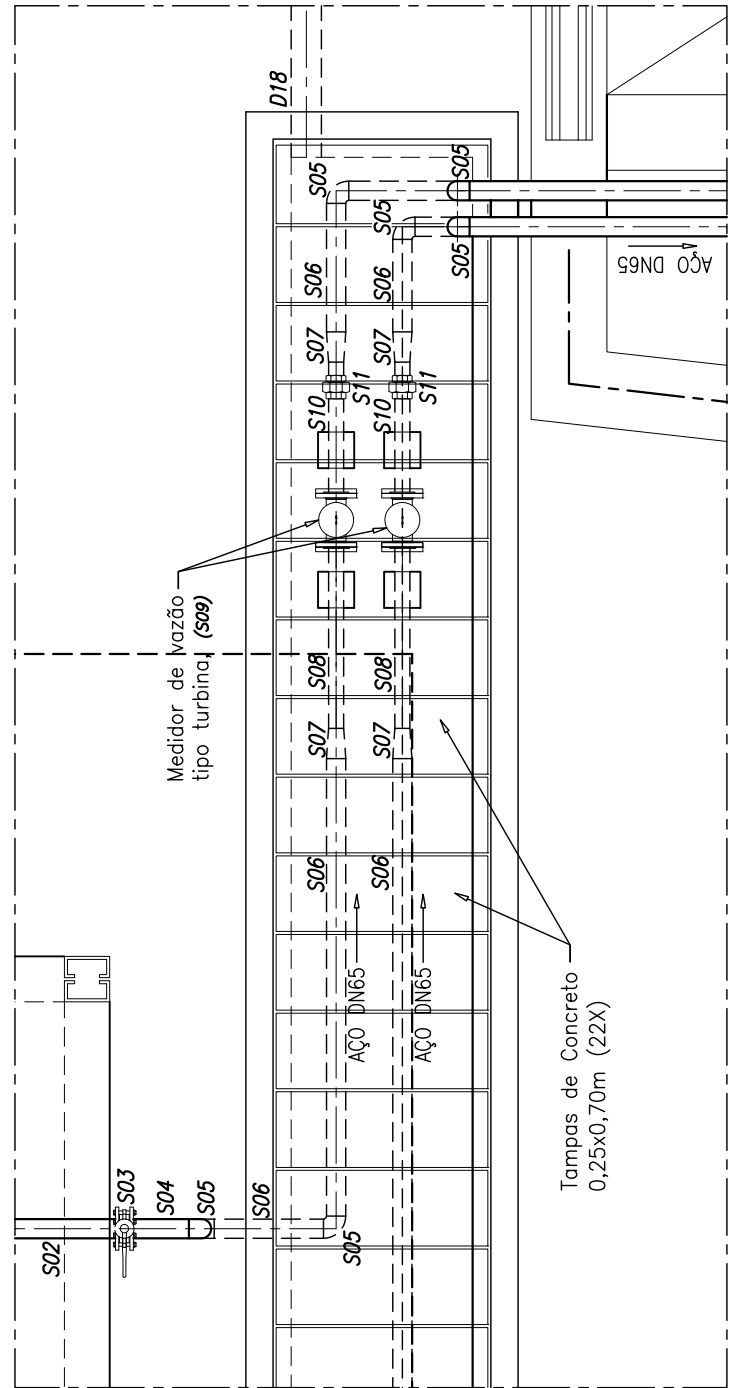 D18
S05
S05
S05
S05
S06
S06
AÇO DN65
S07
S07
S11
S11
S10
S10
Medidor de vazão
tipo turbina, (S09)
S08
S08
S07
S07
S06
S06
AÇO DN65
AÇO DN65
Tampas de Concreto
0,25x0,70m (22X)
S02
S03
S04
S05
S06
S05